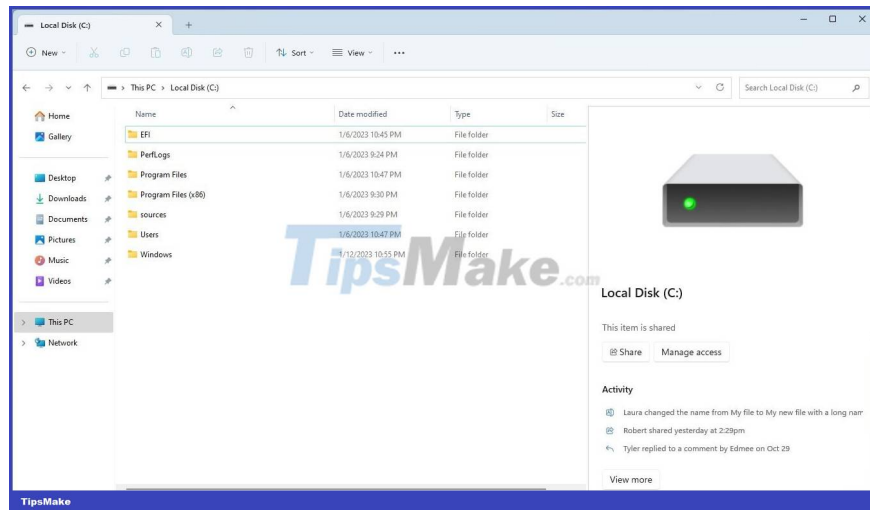 Local Disk (C:)
New
Sort
View
This PC > Local Disk (C:)
Search Local Disk (C:)
Home
Gallery
Desktop
Downloads
Documents
Pictures
Music
Videos
This PC
Network
Name Date modified Type Size
EFI 1/6/2023 10:45 PM File folder
PerfLogs 1/6/2023 9:24 PM File folder
Program Files 1/6/2023 10:47 PM File folder
Program Files (x86) 1/6/2023 9:30 PM File folder
sources 1/6/2023 9:29 PM File folder
Users 1/6/2023 10:47 PM File folder
Windows 1/12/2023 10:55 PM File folder
TipsMake.com
Local Disk (C:)
This item is shared
Share Manage access
Activity
Laura changed the name from My file to My new file with a long nam
Robert shared yesterday at 2:29pm
Tyler replied to a comment by Edmee on Oct 29
View more
TipsMake